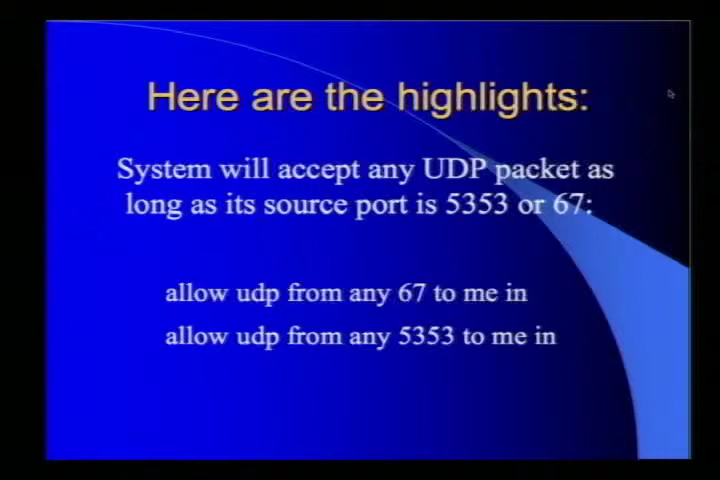 Here are the highlights:
System will accept any UDP packet as
long as its source port is 5353 or 67:
allow udp from any 67 to me in
allow udp from any 5353 to me in